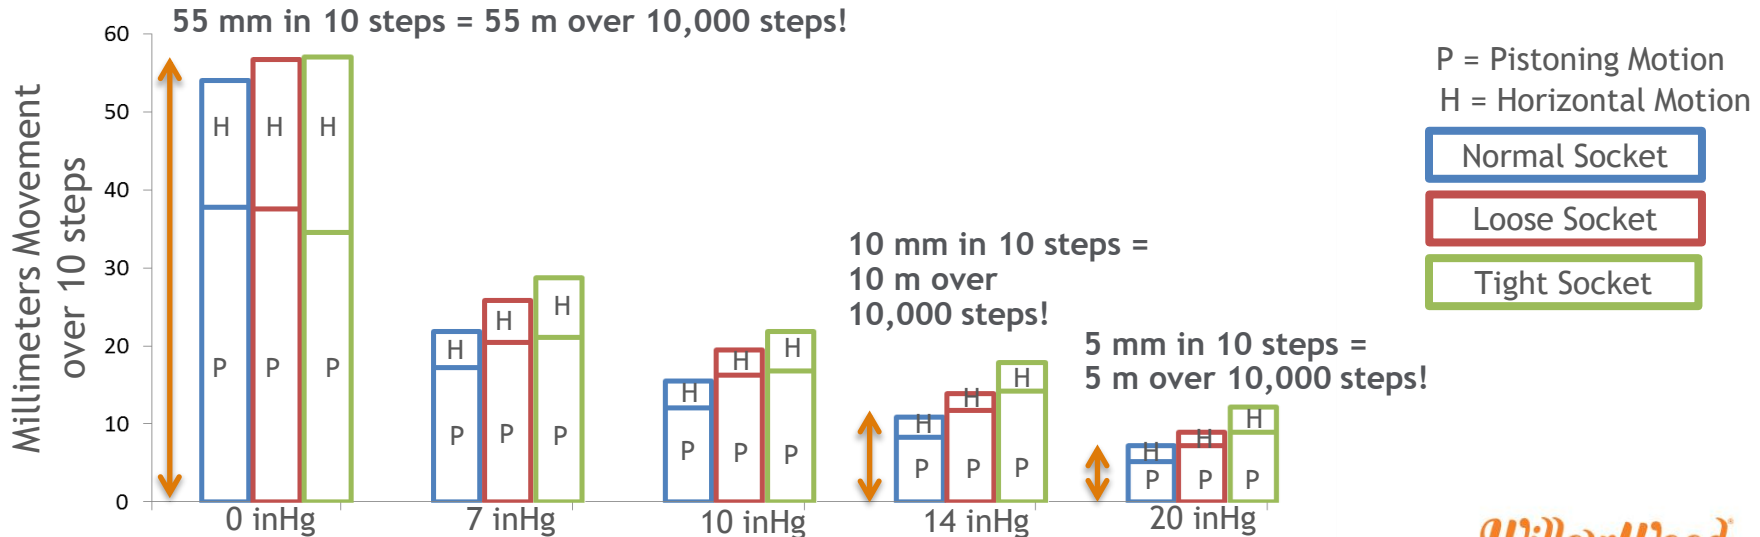 55 mm in 10 steps = 55 m over 10,000 steps!
Millimeters Movement
over 10 steps
60
50
40
30
20
10
0
H
H
H
P
P
P
H
H
H
P
P
P
H
H
H
P
P
P
10 mm in 10 steps =
10 m over
10,000 steps!
H
H
H
P
P
P
5 mm in 10 steps =
5 m over 10,000 steps!
H
H
H
P
P
P
0 inHg
7 inHg
10 inHg
14 inHg
20 inHg
P = Pistoning Motion
H = Horizontal Motion
Normal Socket
Loose Socket
Tight Socket
WillowWood